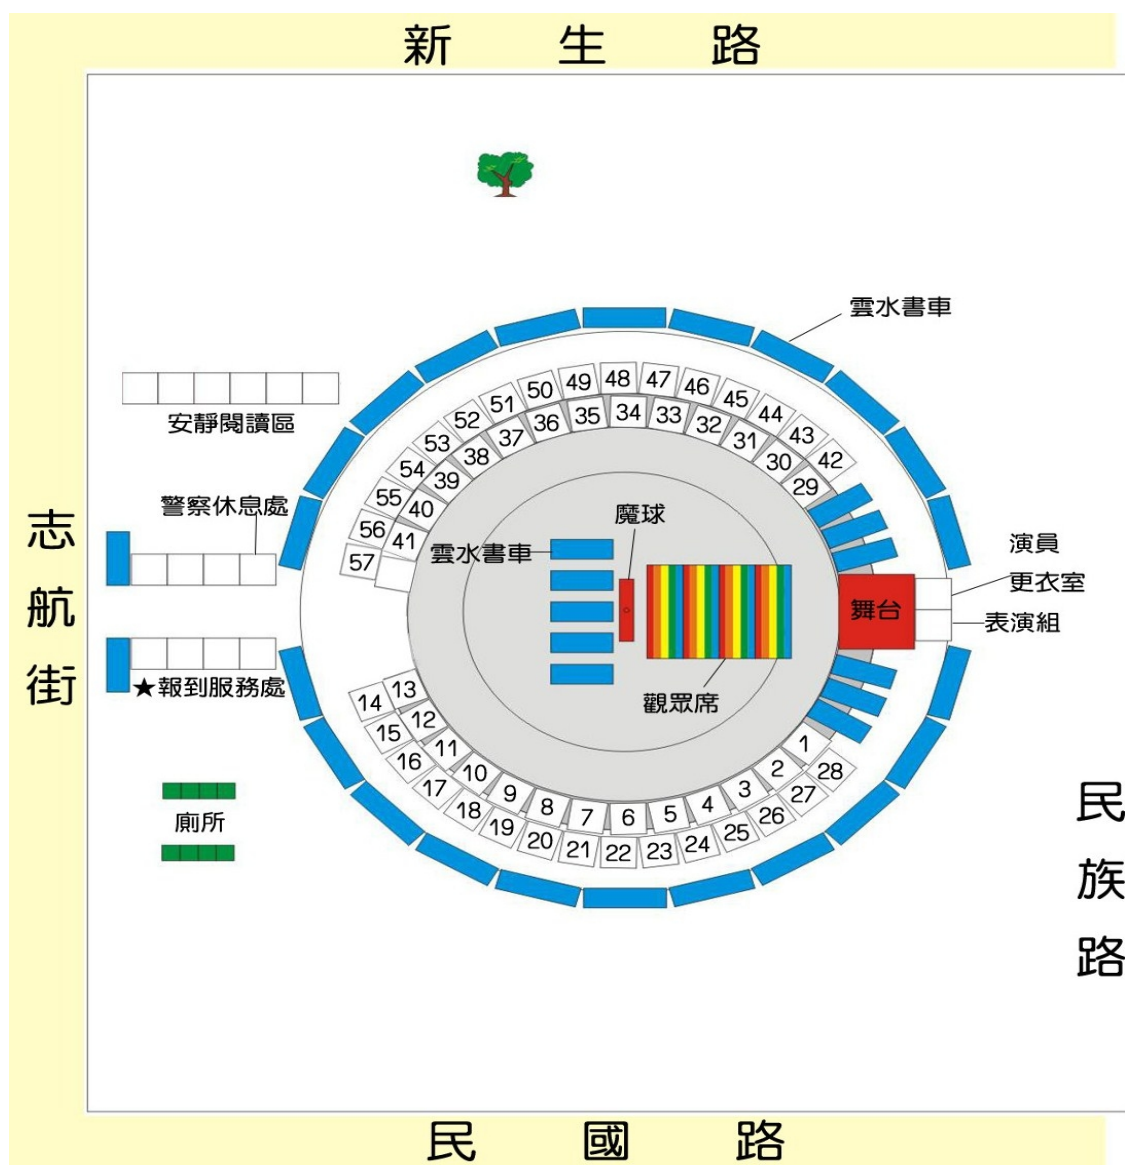 新生路
雲水書車
安靜閱讀區
警察休息處
志航街
50 49 48 47 46
51 45
52 36 35 34 33 32 44
53 37 31 43
54 38 30 42
55 39 29
56 40
57 41
魔球
雲水書車
演員
更衣室
舞台
表演組
★報到服務處
觀眾席
14 13
15 12 1
16 11 2 28
17 10 9 8 7 6 5 4 3 27
18 19 20 21 22 23 24 25 26
廁所
民族路
民國路